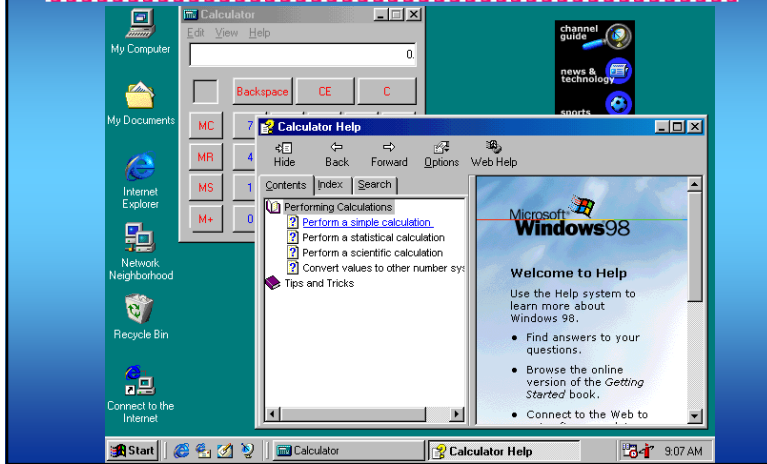 My Computer
My Documents
Internet
Explorer
Network
Neighborhood
Recycle Bin
Connect to the
Internet
Calculator
Edit View Help
0.
Backspace CE C
MC 7
MR 4
MS 1
M+ 0
channel
guide
news &
technology
sports
Calculator Help
Hide Back Forward Options Web Help
Contents Index Search
Performing Calculations
Perform a simple calculation
Perform a statistical calculation
Perform a scientific calculation
Convert values to other number sys
Tips and Tricks
Microsoft
Windows98
Welcome to Help
Use the Help system to
learn more about
Windows 98.
• Find answers to your
questions.
• Browse the online
version of the Getting
Started book.
• Connect to the Web to
Start Calculator Calculator Help 9:07 AM